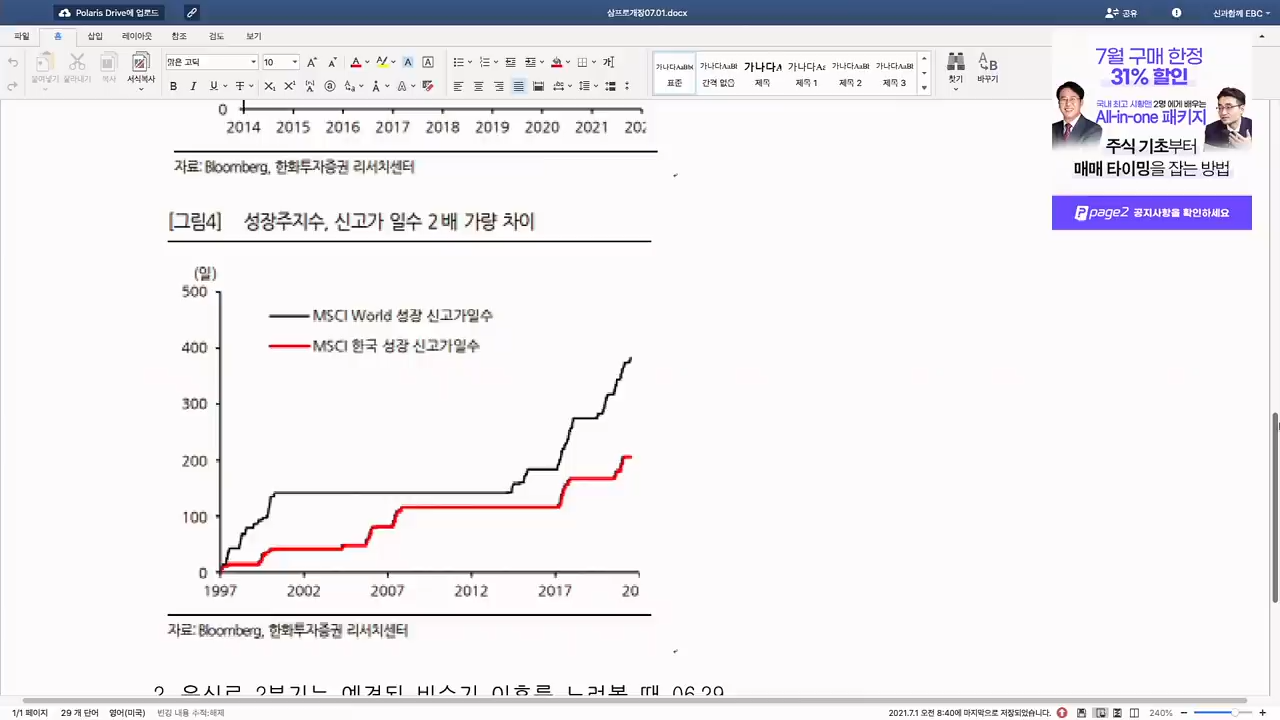 Polaris Drive에 업로드
삼프로개장07.01.docx
공유
신과함께 EBC
파일 홈 삽입 레이아웃 참조 검토 보기
붙여넣기 잘라내기 복사 서식복사
맑은 고딕 10
가나다AaBb 가나다AaBl 가나다A 가나다Aa 가나다AaBl 가나다AaBl
표준 간격 없음 제목 제목 1 제목 2 제목 3
찾기 바꾸기
7월 구매 한정
31% 할인
국내 최고 시황맨 2명 에게 배우는
All-in-one 패키지
주식 기초부터
매매 타이밍을 잡는 방법
page2 공지사항을 확인하세요
0
2014 2015 2016 2017 2018 2019 2020 2021 202
자료: Bloomberg, 한화투자증권 리서치센터
[그림4] 성장주지수, 신고가 일수 2배 가량 차이
(일)
500
MSCI World 성장 신고가일수
400
MSCI 한국 성장 신고가일수
300
200
100
0
1997 2002 2007 2012 2017 20
자료: Bloomberg, 한화투자증권 리서치센터
1/1 페이지 29 개 단어 영어(미국) 변경 내용 추적:해제
2021.7.1 오전 8:40에 마지막으로 저장되었습니다.
240%